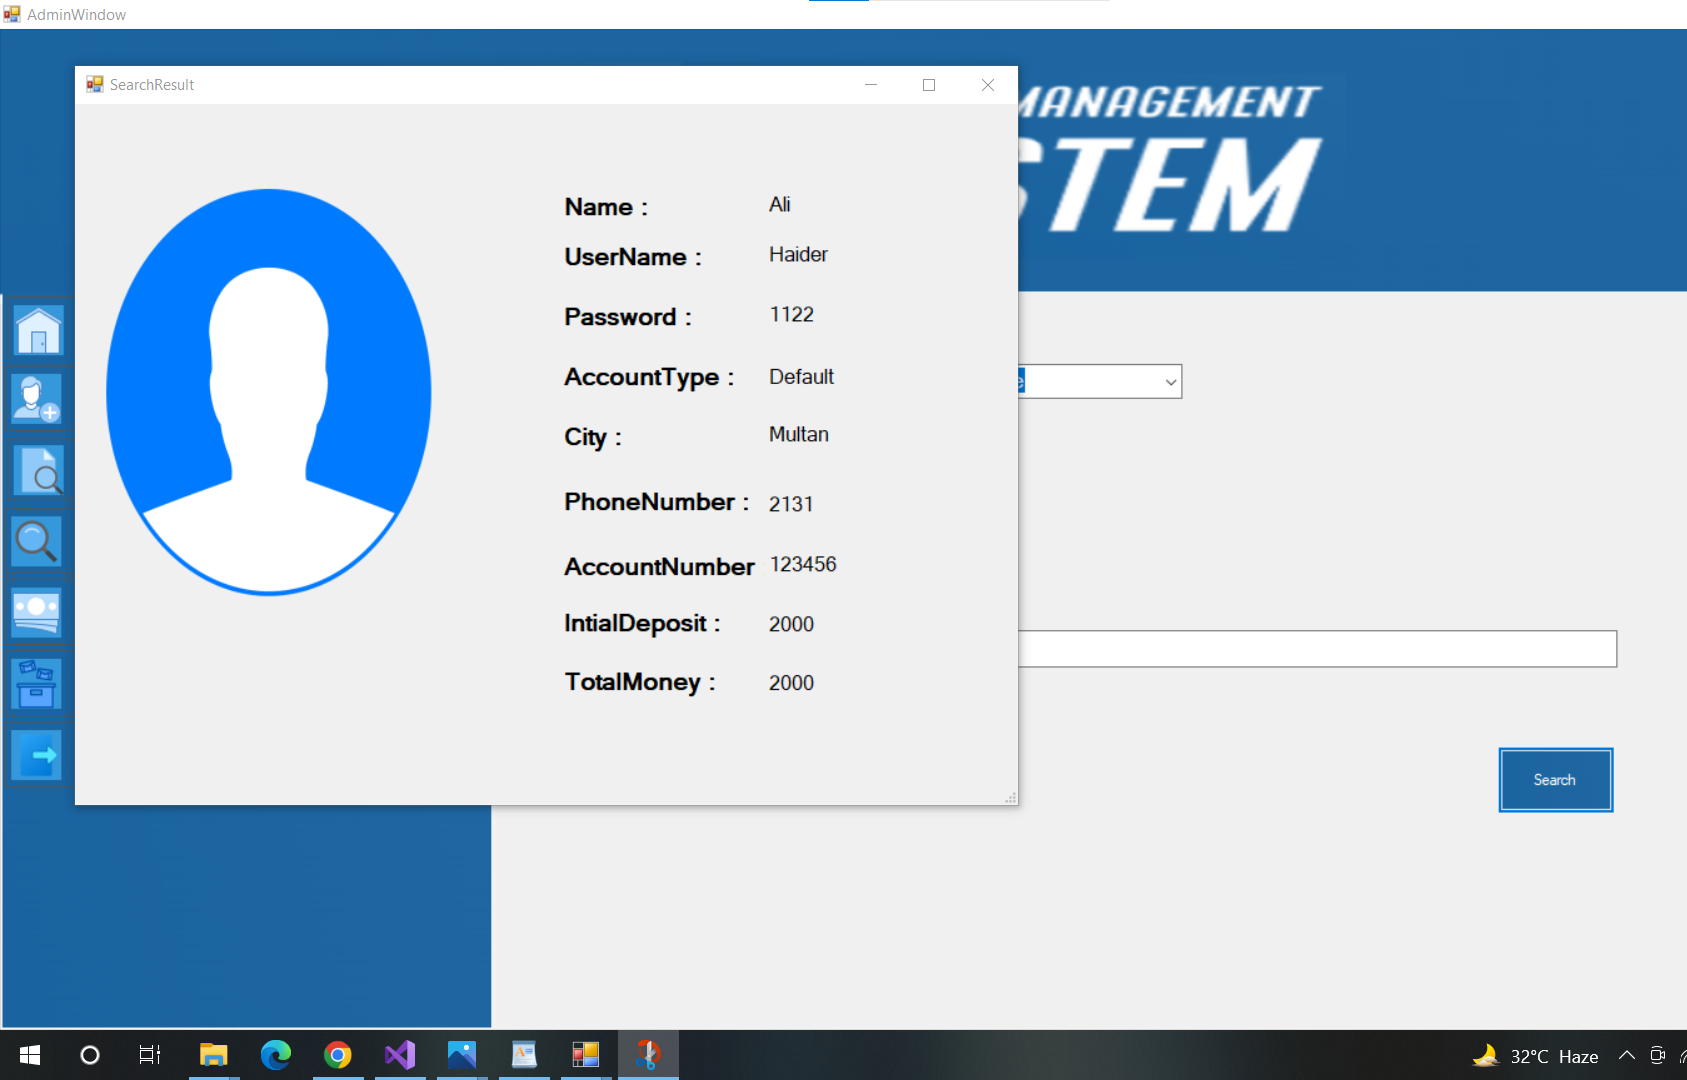 AdminWindow
SearchResult
MANAGEMENT
STEM
Name : Ali
UserName : Haider
Password : 1122
AccountType : Default
City : Multan
PhoneNumber : 2131
AccountNumber 123456
IntialDeposit : 2000
TotalMoney : 2000
e
Search
32°C Haze